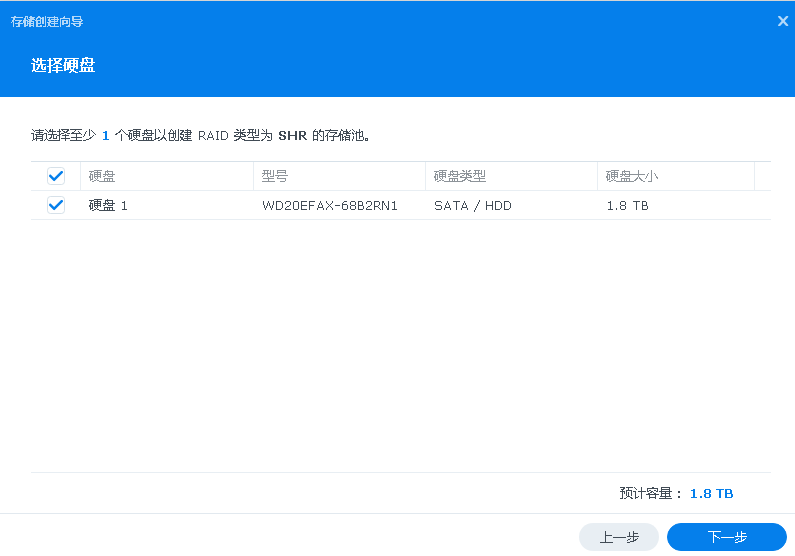 存储创建向导
选择硬盘
请选择至少 1 个硬盘以创建 RAID 类型为 SHR 的存储池。
硬盘 型号 硬盘类型 硬盘大小
硬盘 1 WD20EFAX-68B2RN1 SATA / HDD 1.8 TB
预计容量： 1.8 TB
上一步 下一步